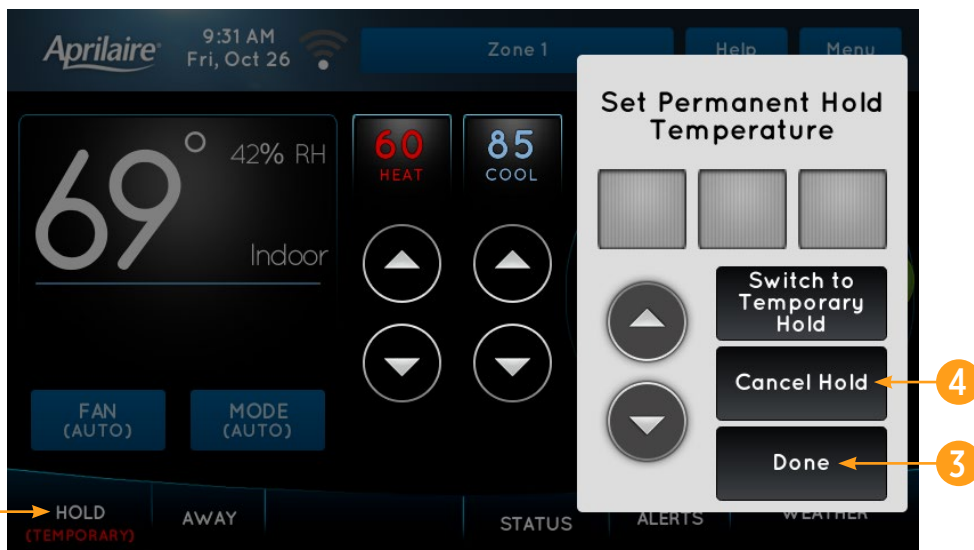 Aprilaire
9:31 AM
Fri, Oct 26
Zone 1
Help
Menu
69°
42% RH
Indoor
60
HEAT
85
COOL
FAN
(AUTO)
MODE
(AUTO)
Set Permanent Hold
Temperature
Switch to
Temporary
Hold
Cancel Hold
4
Done
3
HOLD
(TEMPORARY)
AWAY
STATUS
ALERTS
WEATHER